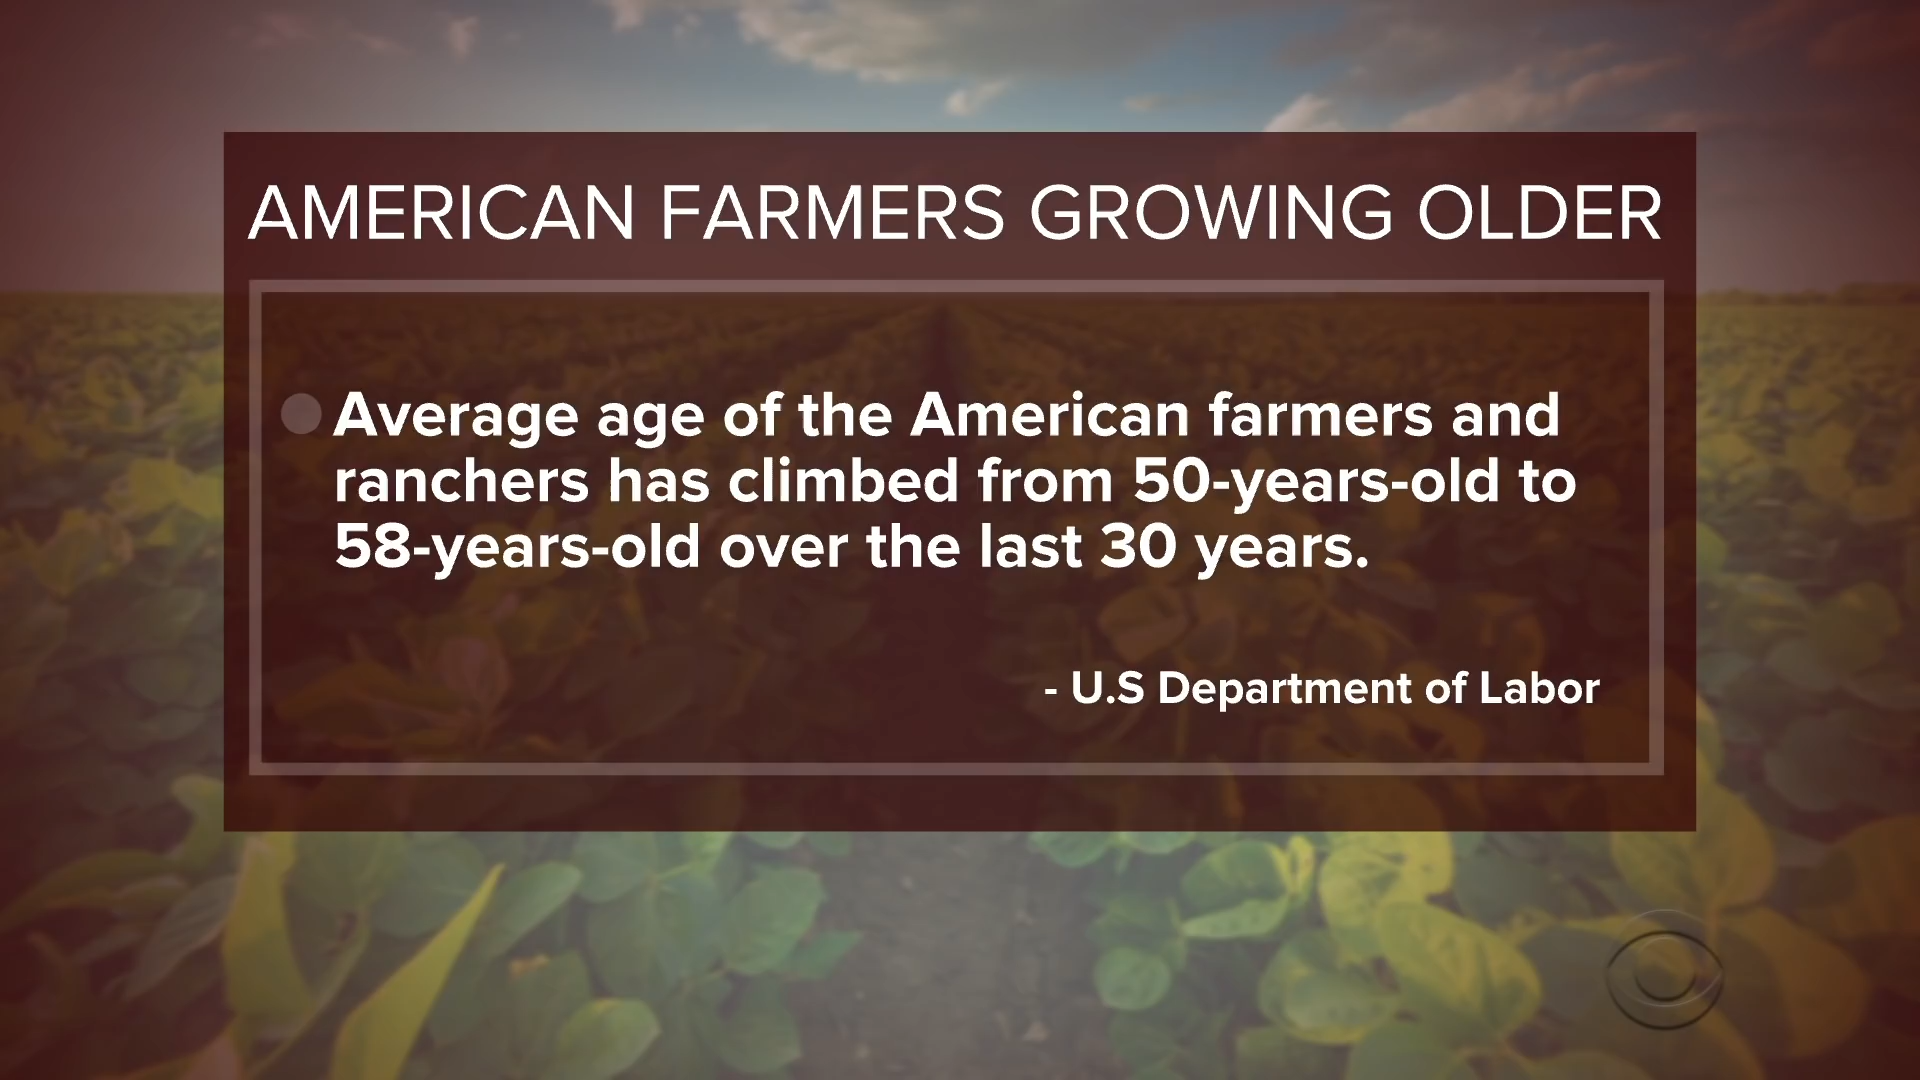 AMERICAN FARMERS GROWING OLDER
Average age of the American farmers and
ranchers has climbed from 50-years-old to
58-years-old over the last 30 years.
- U.S Department of Labor